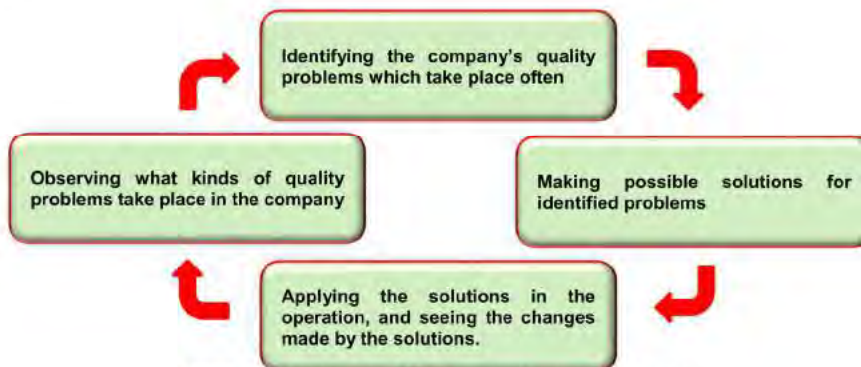 Identifying the company's quality
problems which take place often
Observing what kinds of quality
problems take place in the company
Making possible solutions for
identified problems
Applying the solutions in the
operation, and seeing the changes
made by the solutions.